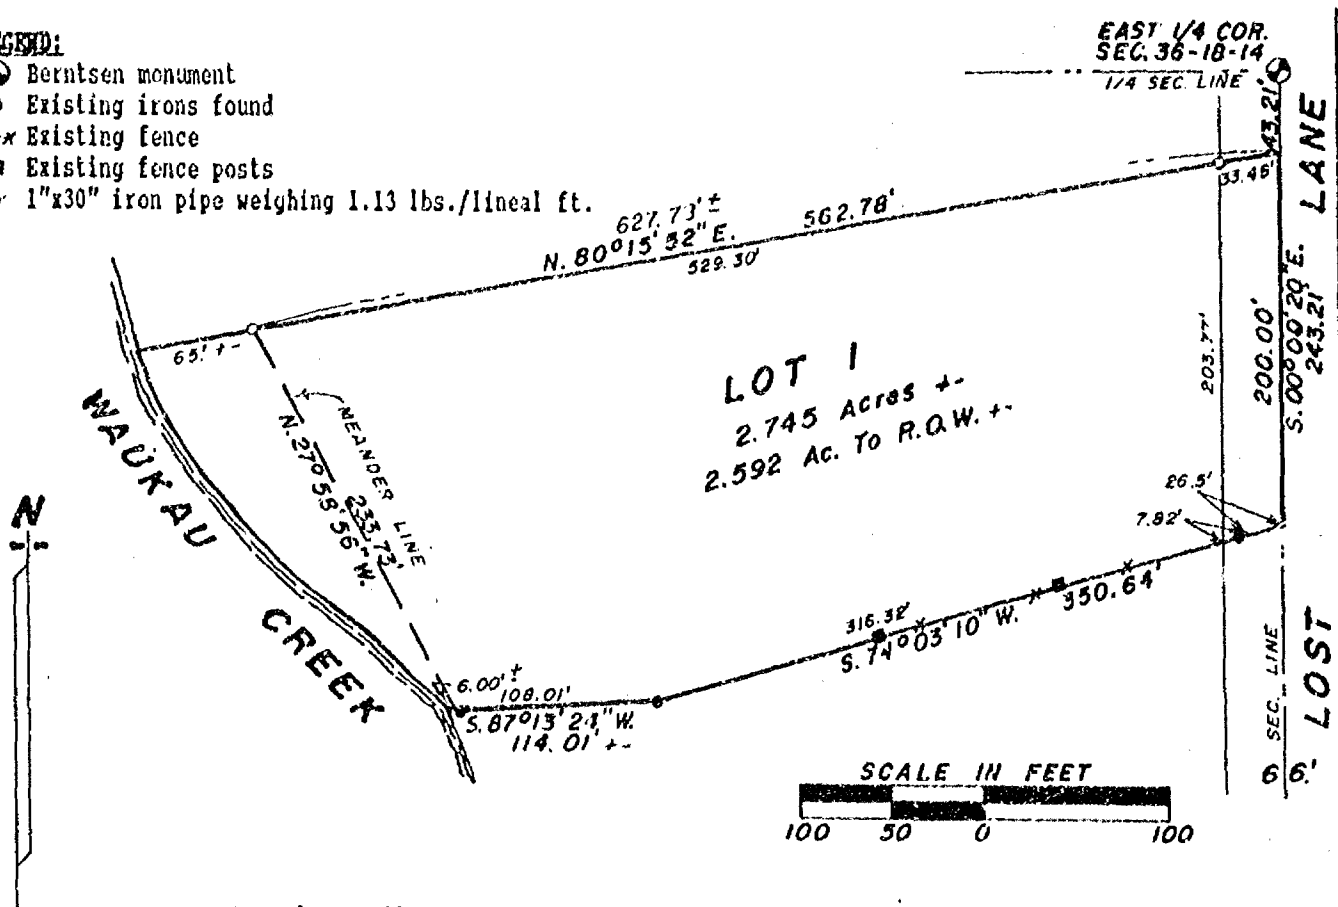 Berntsen monument
Existing irons found
Existing fence
Existing fence posts
1"x30" iron pipe weighing 1.13 lbs./lineal ft.
EAST 1/4 COR.
SEC. 36-18-14
1/4 SEC. LINE
43.21'
33.45'
LOST LANE
627.73'±
562.78'
N. 80°15'52" E.
529.30'
65' +-
LOT 1
2.745 Acres +-
2.592 Ac. To R.O.W. +-
203.77'
200.00'
S. 00°00'20" E.
243.21'
MEANDER LINE
233.73'
N. 27°58'56" W.
WAUKAU
CREEK
N
26.5'
7.82'
350.64'
316.32'
S. 74°03'10" W.
6.00'±
108.01'
S. 87°13'24" W.
114.01' +-
SEC. LINE
66'
SCALE IN FEET
100 50 0 100